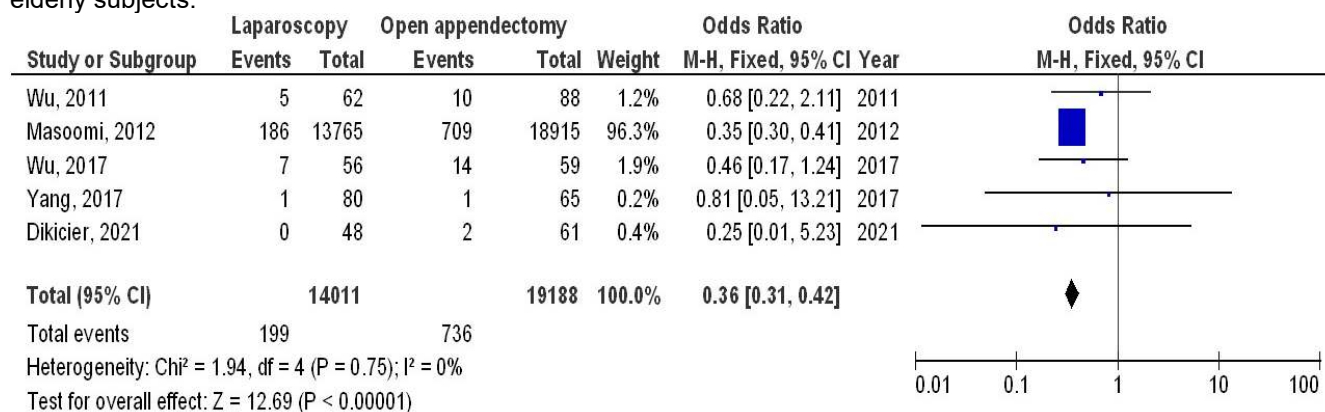 elderly subjects.
Laparoscopy Open appendectomy Odds Ratio Odds Ratio
Study or Subgroup Events Total Events Total Weight M-H, Fixed, 95% CI Year M-H, Fixed, 95% CI
Wu, 2011 5 62 10 88 1.2% 0.68 [0.22, 2.11] 2011
Masoomi, 2012 186 13765 709 18915 96.3% 0.35 [0.30, 0.41] 2012
Wu, 2017 7 56 14 59 1.9% 0.46 [0.17, 1.24] 2017
Yang, 2017 1 80 1 65 0.2% 0.81 [0.05, 13.21] 2017
Dikicier, 2021 0 48 2 61 0.4% 0.25 [0.01, 5.23] 2021
Total (95% CI) 14011 19188 100.0% 0.36 [0.31, 0.42]
Total events 199 736
Heterogeneity: Chi² = 1.94, df = 4 (P = 0.75); I² = 0%
Test for overall effect: Z = 12.69 (P < 0.00001)
0.01 0.1 1 10 100